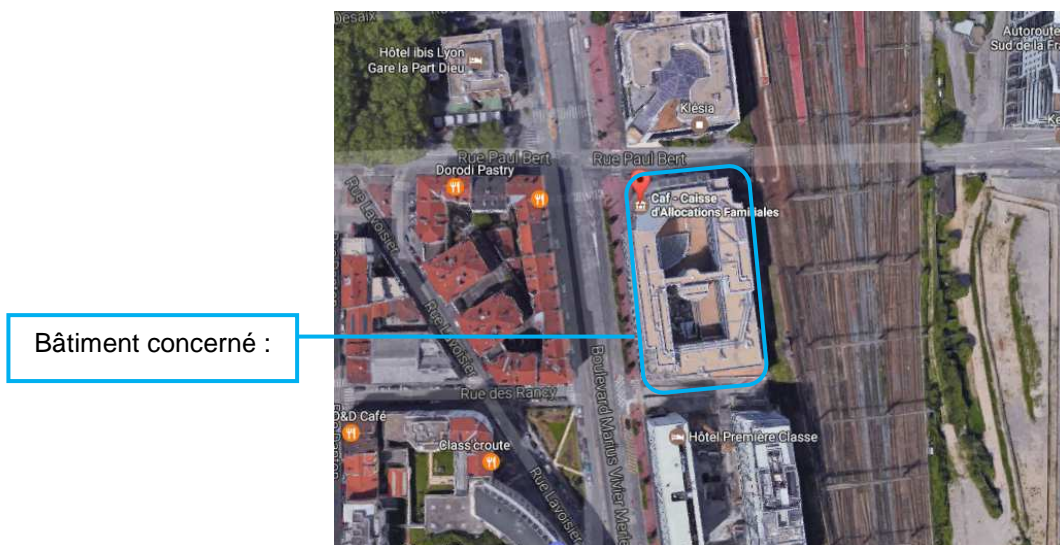 Desaix
Hôtel ibis Lyon
Gare la Part Dieu
Autoroute
Sud de la Fra
Klésia
Rue Paul Bert
Rue Paul Bert
Dorodi Pastry
Caf - Caisse
d'Allocations Familiales
Rue Lavoisier
Rue Lavoisier
Bâtiment concerné :
Boulevard Marius Vivier Merle
Rue des Rancy
D&D Café
Hôtel Première Classe
Class'croute
Rue Lavoisier